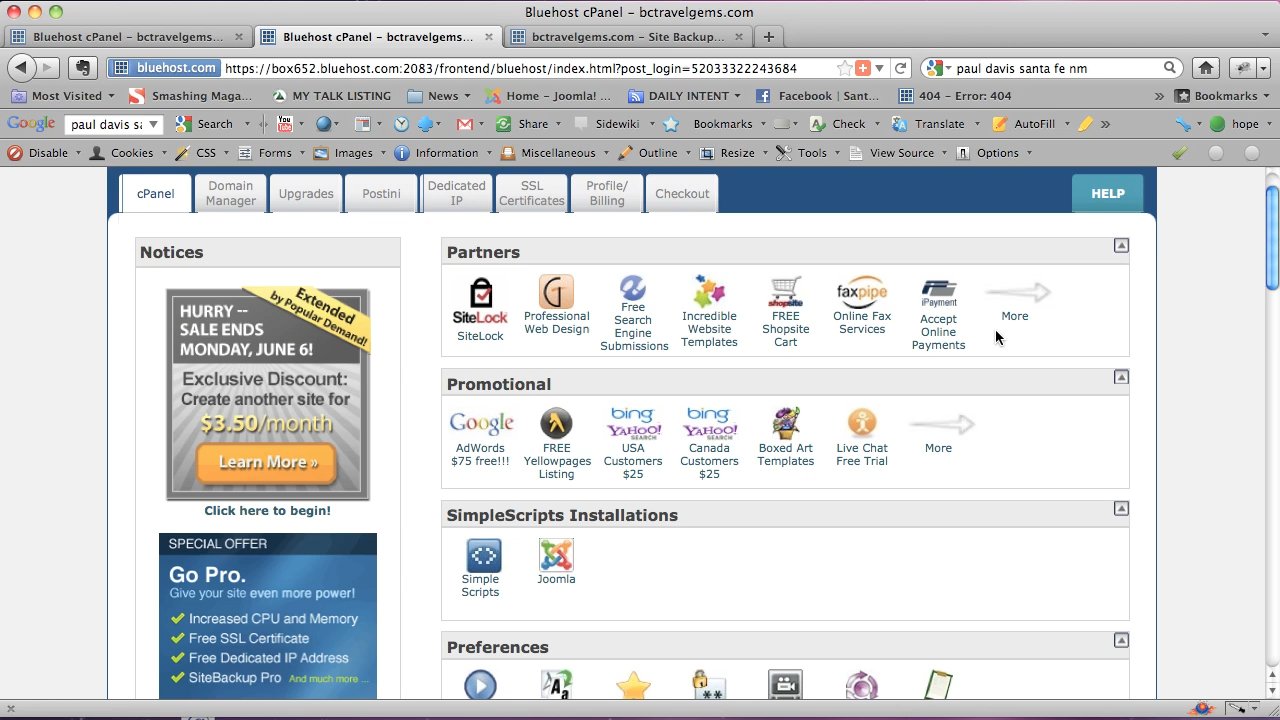 Bluehost cPanel – bctravelgems.com
Bluehost cPanel – bctravelgems...
Bluehost cPanel – bctravelgems...
bctravelgems.com – Site Backup...
bluehost.com
https://box652.bluehost.com:2083/frontend/bluehost/index.html?post_login=52033322243684
paul davis santa fe nm
Most Visited
Smashing Maga...
MY TALK LISTING
News
Home – Joomla! ...
DAILY INTENT
Facebook | Sant...
404 – Error: 404
»
Bookmarks
Google
paul davis sa
Search
You Tube
Share
Sidewiki
Bookmarks
Check
Translate
AutoFill
»
hope
Disable
Cookies
CSS
Forms
Images
Information
Miscellaneous
Outline
Resize
Tools
View Source
Options
cPanel
Domain
Manager
Upgrades
Postini
Dedicated
IP
SSL
Certificates
Profile/
Billing
Checkout
HELP
Notices
HURRY --
SALE ENDS
MONDAY, JUNE 6!
Extended
by Popular Demand!
Exclusive Discount:
Create another site for
$3.50/month
Learn More »
Click here to begin!
SPECIAL OFFER
Go Pro.
Give your site even more power!
Increased CPU and Memory
Free SSL Certificate
Free Dedicated IP Address
SiteBackup Pro And much more ...
Partners
SiteLock
SiteLock
Professional
Web Design
Free
Search
Engine
Submissions
Incredible
Website
Templates
shopsite
FREE
Shopsite
Cart
faxpipe
Online Fax
Services
iPayment
Accept
Online
Payments
More
Promotional
Google
AdWords
$75 free!!!
FREE
Yellowpages
Listing
bing
YAHOO!
SEARCH
USA
Customers
$25
bing
YAHOO!
SEARCH
Canada
Customers
$25
Boxed Art
Templates
Live Chat
Free Trial
More
SimpleScripts Installations
Simple
Scripts
Joomla
Preferences